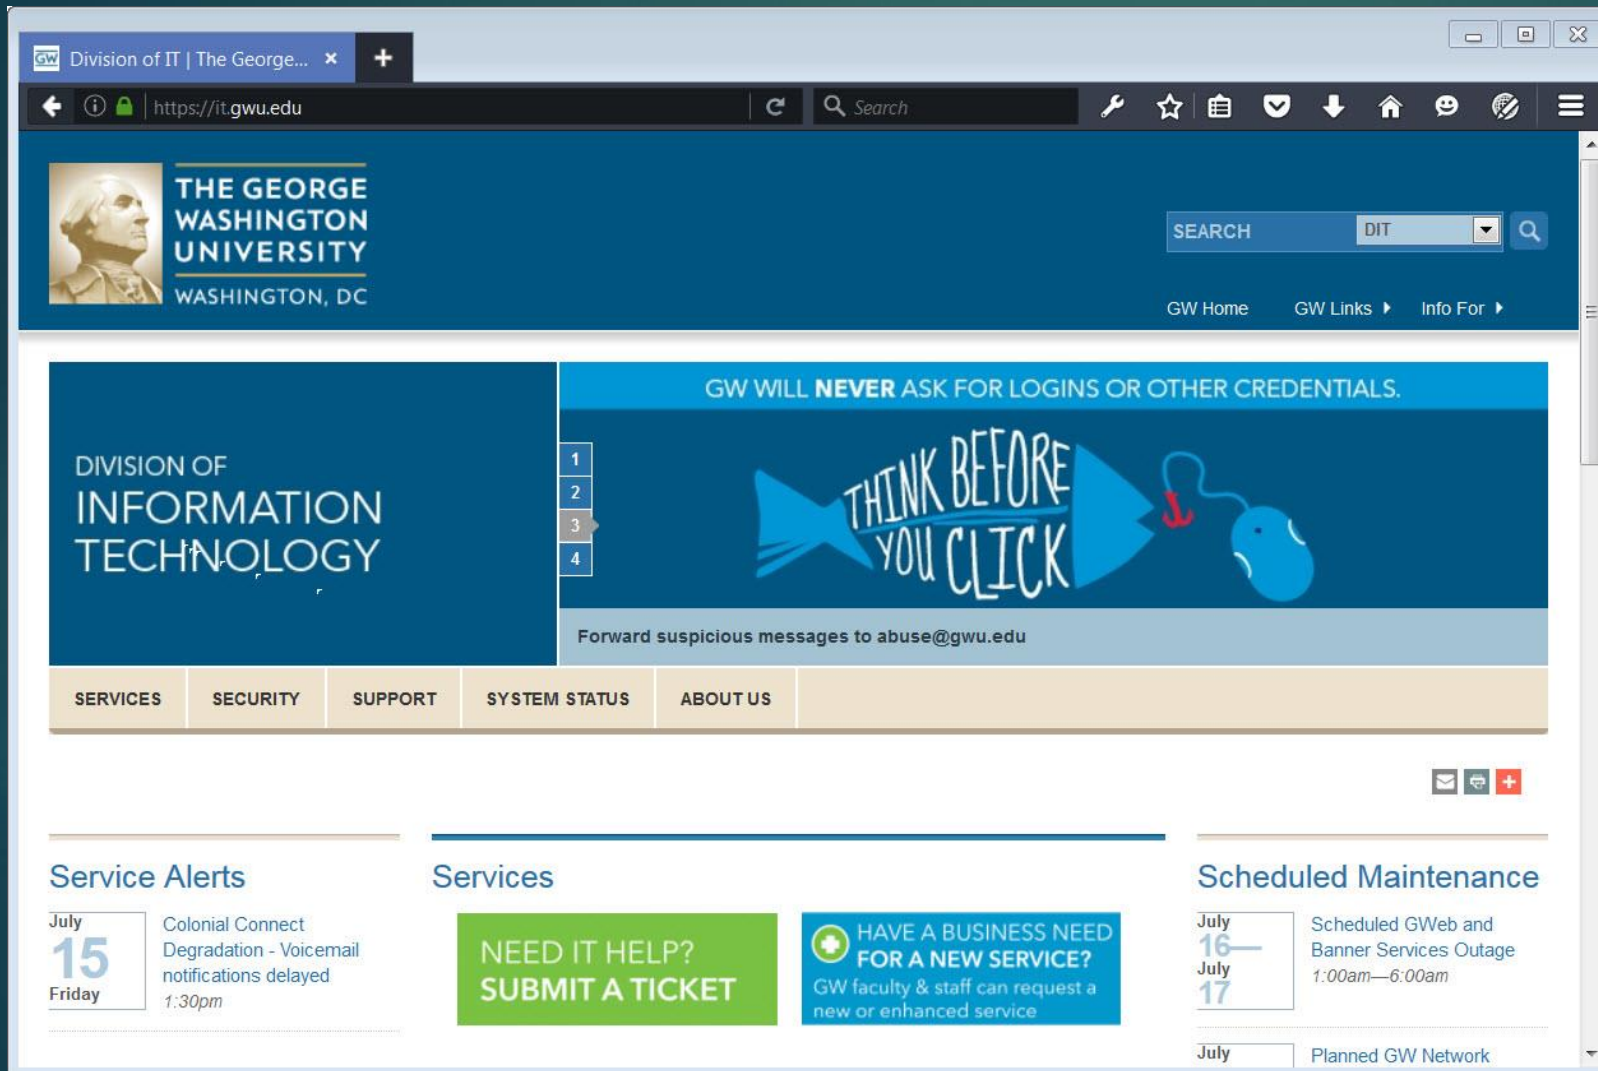 Division of IT | The George...
https://it.gwu.edu
Search
THE GEORGE
WASHINGTON
UNIVERSITY
WASHINGTON, DC
SEARCH
DIT
GW Home
GW Links
Info For
DIVISION OF
INFORMATION
TECHNOLOGY
1
2
3
4
GW WILL NEVER ASK FOR LOGINS OR OTHER CREDENTIALS.
THINK BEFORE
YOU CLICK
Forward suspicious messages to abuse@gwu.edu
SERVICES
SECURITY
SUPPORT
SYSTEM STATUS
ABOUT US
Service Alerts
July
15
Friday
Colonial Connect
Degradation - Voicemail
notifications delayed
1:30pm
Services
NEED IT HELP?
SUBMIT A TICKET
HAVE A BUSINESS NEED
FOR A NEW SERVICE?
GW faculty & staff can request a
new or enhanced service
Scheduled Maintenance
July
16—
July
17
Scheduled GWeb and
Banner Services Outage
1:00am—6:00am
July
Planned GW Network